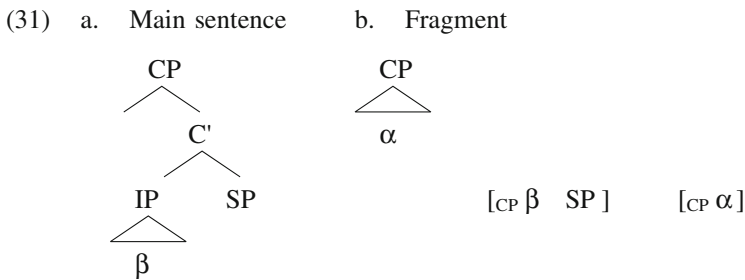 (31) a. Main sentence b. Fragment
CP CP
C' α
IP SP [CP β SP ] [CP α]
β